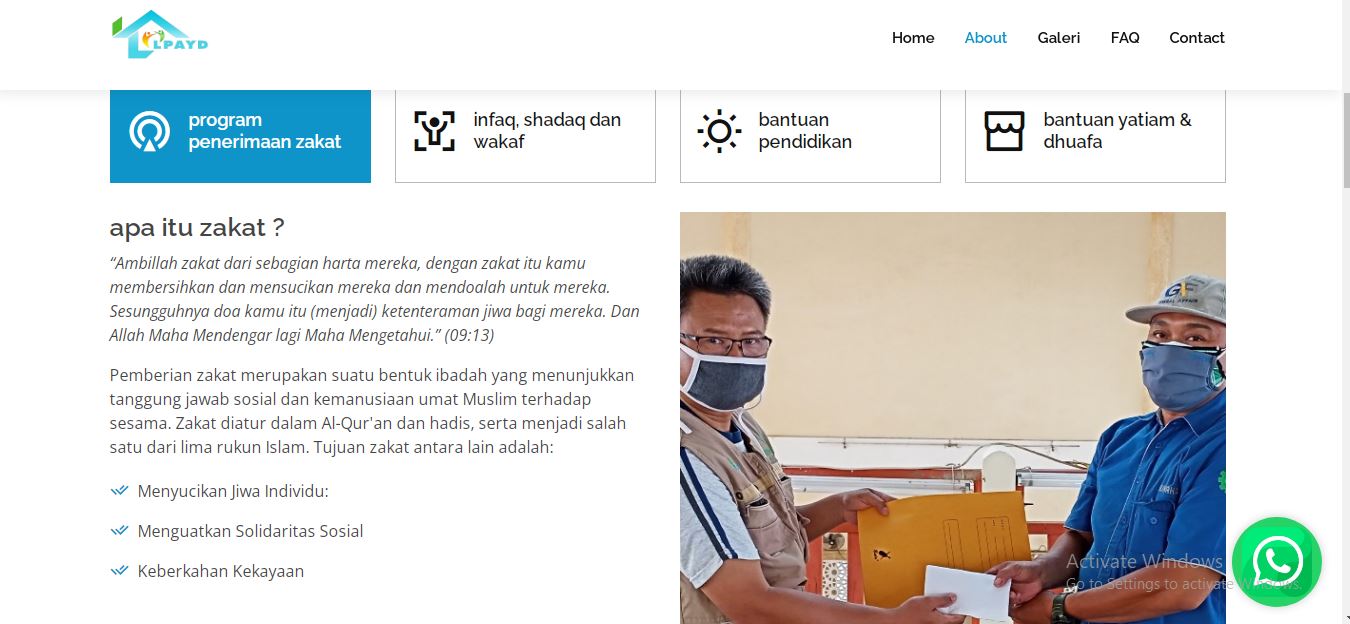 LPAYD
Home About Galeri FAQ Contact
program
penerimaan zakat
infaq, shadaq dan
wakaf
bantuan
pendidikan
bantuan yatiam &
dhuafa
apa itu zakat ?
“Ambillah zakat dari sebagian harta mereka, dengan zakat itu kamu
membersihkan dan mensucikan mereka dan mendoalah untuk mereka.
Sesungguhnya doa kamu itu (menjadi) ketenteraman jiwa bagi mereka. Dan
Allah Maha Mendengar lagi Maha Mengetahui.” (09:13)
Pemberian zakat merupakan suatu bentuk ibadah yang menunjukkan
tanggung jawab sosial dan kemanusiaan umat Muslim terhadap
sesama. Zakat diatur dalam Al-Qur'an dan hadis, serta menjadi salah
satu dari lima rukun Islam. Tujuan zakat antara lain adalah:
Menyucikan Jiwa Individu:
Menguatkan Solidaritas Sosial
Keberkahan Kekayaan
Activate Windows
Go to Settings to activate Windows.